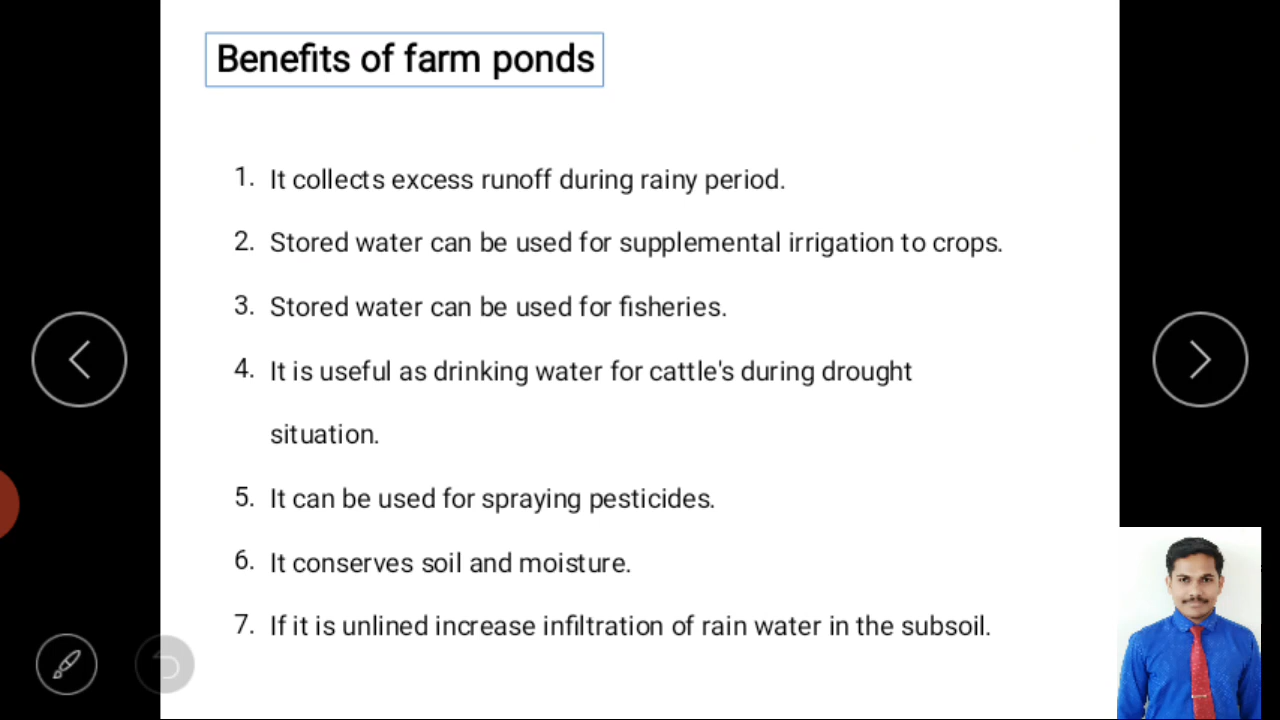 Benefits of farm ponds
1. It collects excess runoff during rainy period.
2. Stored water can be used for supplemental irrigation to crops.
3. Stored water can be used for fisheries.
4. It is useful as drinking water for cattle's during drought
situation.
5. It can be used for spraying pesticides.
6. It conserves soil and moisture.
7. If it is unlined increase infiltration of rain water in the subsoil.